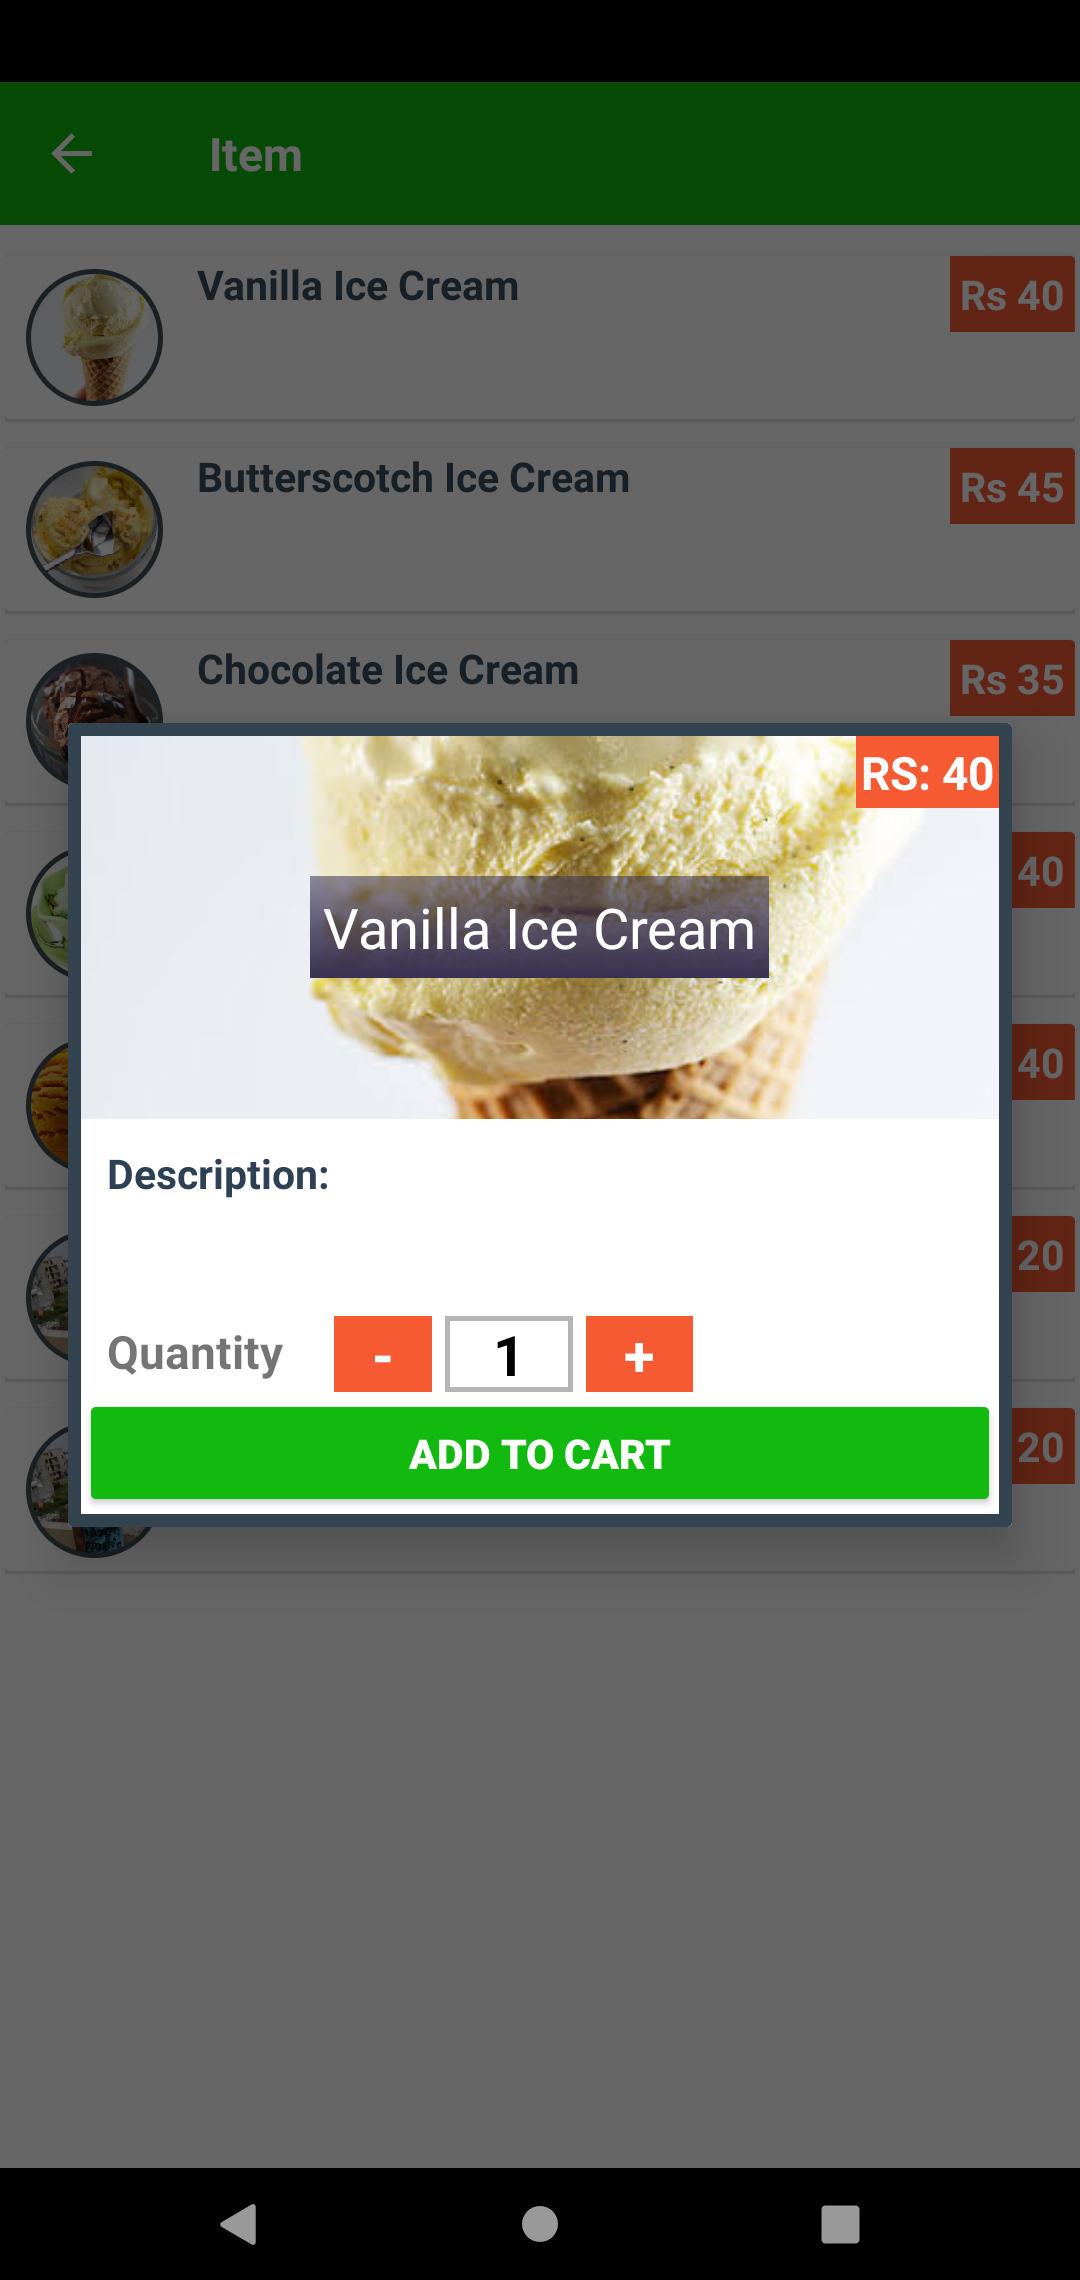 Item
Vanilla Ice Cream
Rs 40
Butterscotch Ice Cream
Rs 45
Chocolate Ice Cream
Rs 35
RS: 40
Vanilla Ice Cream
40
40
Description:
20
Quantity - 1 +
ADD TO CART
20